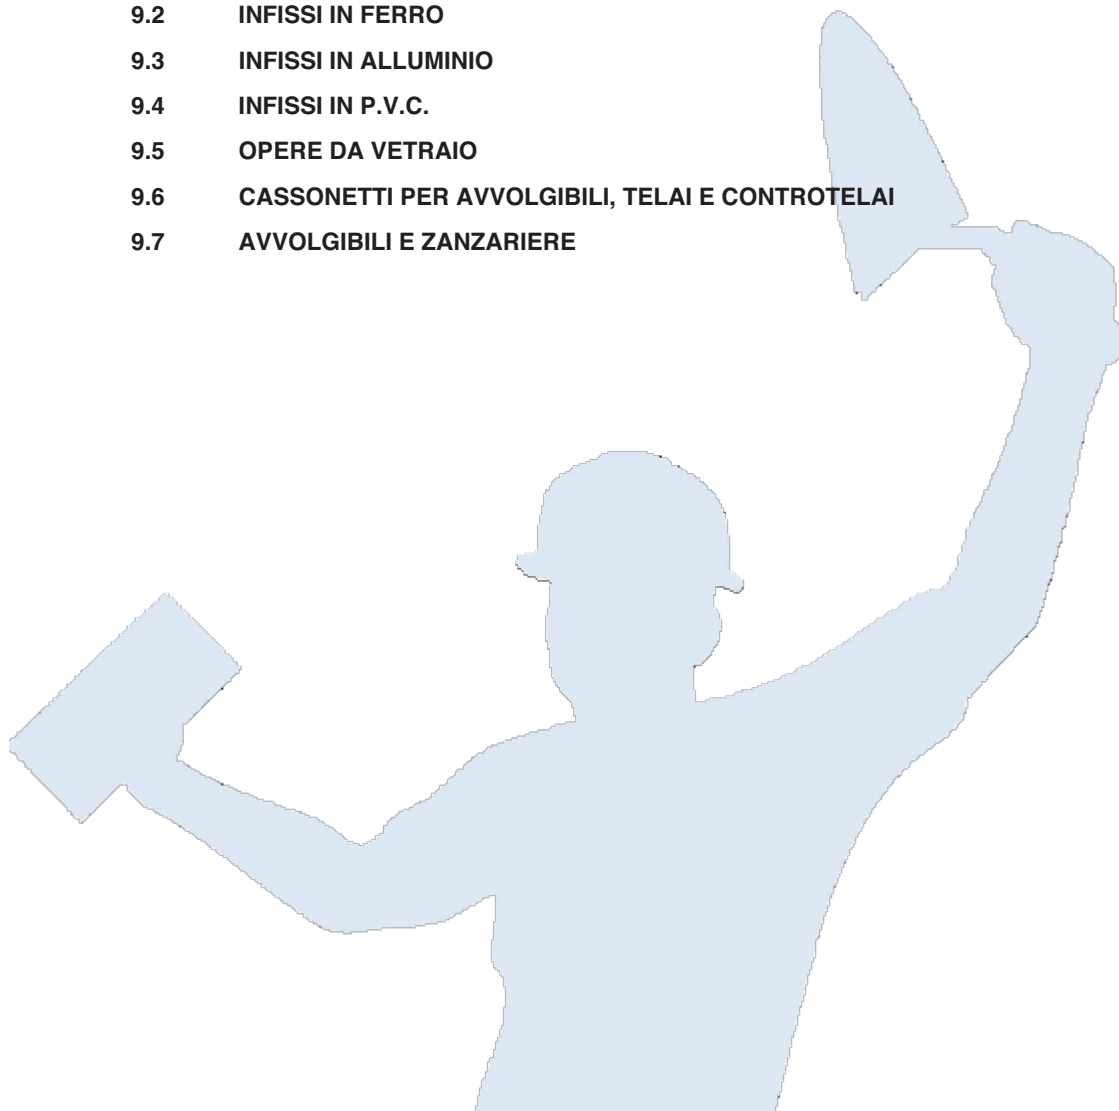 9.2 INFISSI IN FERRO
9.3 INFISSI IN ALLUMINIO
9.4 INFISSI IN P.V.C.
9.5 OPERE DA VETRAIO
9.6 CASSONETTI PER AVVOLGIBILI, TELAI E CONTROTELAI
9.7 AVVOLGIBILI E ZANZARIERE